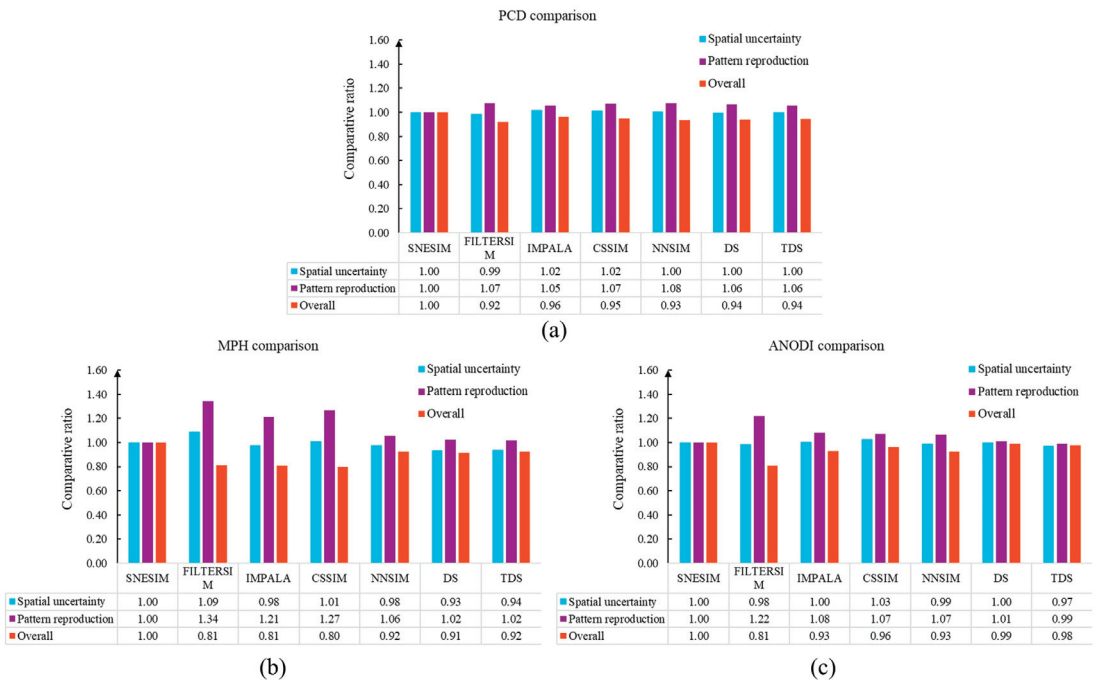 PCD comparison
1.60
1.40
1.20
1.00
0.80
0.60
0.40
0.20
0.00
Comparative ratio
Spatial uncertainty
Pattern reproduction
Overall
SNESIM FILTERSI IMPALA CSSIM NNSIM DS TDS
M
Spatial uncertainty 1.00 0.99 1.02 1.02 1.00 1.00 1.00
Pattern reproduction 1.00 1.07 1.05 1.07 1.08 1.06 1.06
Overall 1.00 0.92 0.96 0.95 0.93 0.94 0.94
(a)
MPH comparison
1.60
1.40
1.20
1.00
0.80
0.60
0.40
0.20
0.00
Comparative ratio
Spatial uncertainty
Pattern reproduction
Overall
SNESIM FILTERSI IMPALA CSSIM NNSIM DS TDS
M
Spatial uncertainty 1.00 1.09 0.98 1.01 0.98 0.93 0.94
Pattern reproduction 1.00 1.34 1.21 1.27 1.06 1.02 1.02
Overall 1.00 0.81 0.81 0.80 0.92 0.91 0.92
(b)
ANODI comparison
1.60
1.40
1.20
1.00
0.80
0.60
0.40
0.20
0.00
Comparative ratio
Spatial uncertainty
Pattern reproduction
Overall
SNESIM FILTERSI IMPALA CSSIM NNSIM DS TDS
M
Spatial uncertainty 1.00 0.98 1.00 1.03 0.99 1.00 0.97
Pattern reproduction 1.00 1.22 1.08 1.07 1.07 1.01 0.99
Overall 1.00 0.81 0.93 0.96 0.93 0.99 0.98
(c)